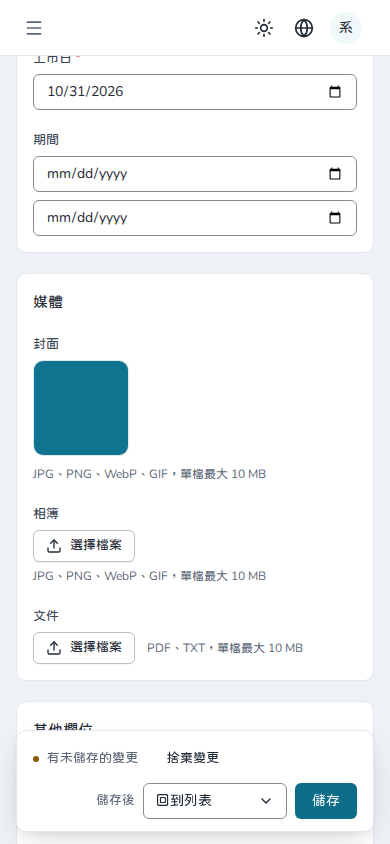 系
上市日 *
10/31/2026
期間
mm/dd/yyyy
mm/dd/yyyy
媒體
封面
JPG、PNG、WebP、GIF，單檔最大 10 MB
相簿
選擇檔案
JPG、PNG、WebP、GIF，單檔最大 10 MB
文件
選擇檔案 PDF、TXT，單檔最大 10 MB
其他欄位
有未儲存的變更 捨棄變更
儲存後 回到列表 儲存